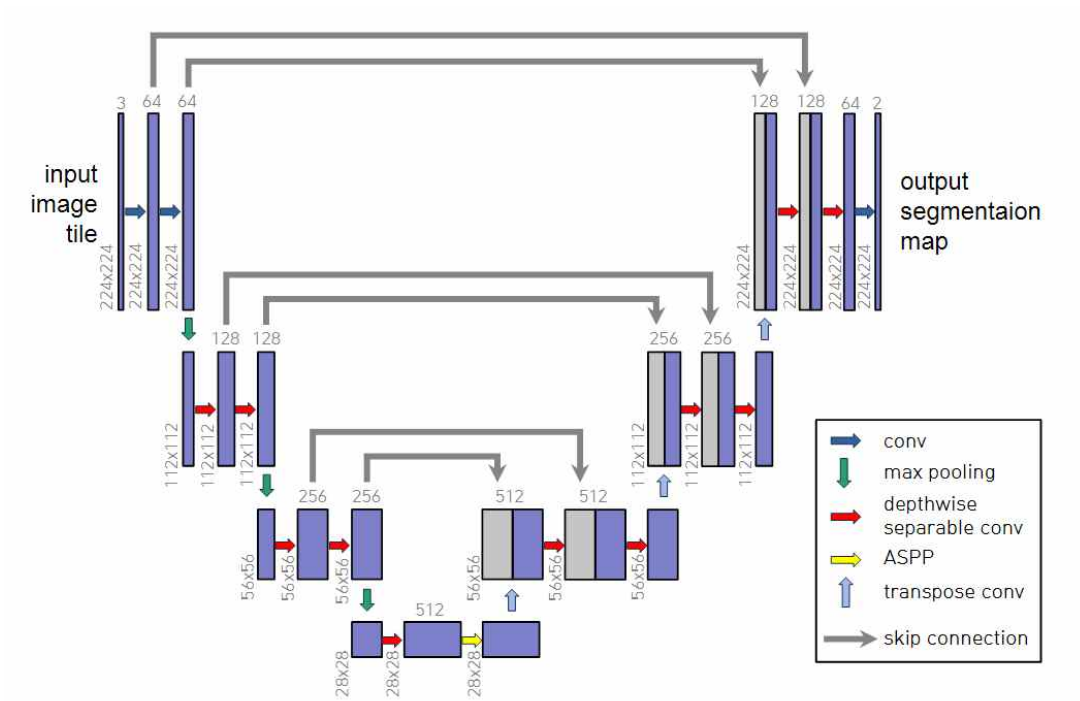 3
64
64
128
128
64
2
input
image
tile
output
segmentaion
map
224x224
224x224
224x224
224x224
224x224
224x224
224x224
128
128
256
256
112x112
112x112
112x112
112x112
112x112
112x112
256
256
512
512
56x56
56x56
56x56
56x56
56x56
56x56
512
28x28
28x28
28x28
conv
max pooling
depthwise
separable conv
ASPP
transpose conv
skip connection